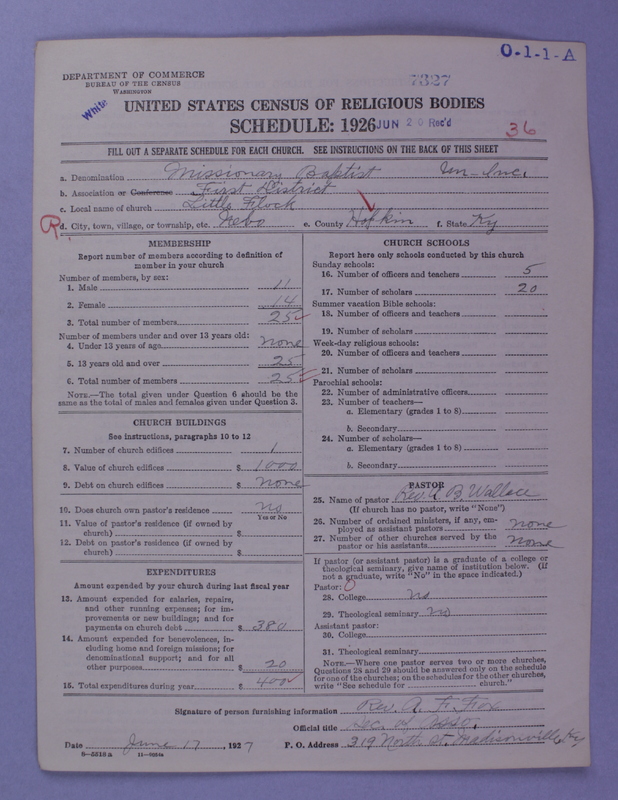 O-1-1-A
DEPARTMENT OF COMMERCE
BUREAU OF THE CENSUS
WASHINGTON
7327
White
UNITED STATES CENSUS OF RELIGIOUS BODIES
SCHEDULE: 1926 JUN 20 Rec'd
36
FILL OUT A SEPARATE SCHEDULE FOR EACH CHURCH. SEE INSTRUCTIONS ON THE BACK OF THIS SHEET
a. Denomination Missionary Baptist Un-Inc.
b. Association or Conference First District
c. Local name of church Little Flock
R d. City, town, village, or township, etc. Nebo e. County Hopkin f. State Ky
MEMBERSHIP
Report number of members according to definition of
member in your church
Number of members, by sex:
1. Male 11
2. Female 14
3. Total number of members 25
Number of members under and over 13 years old:
4. Under 13 years of age none
5. 13 years old and over 25
6. Total number of members 25
NOTE.—The total given under Question 6 should be the
same as the total of males and females given under Question 3.
CHURCH BUILDINGS
See instructions, paragraphs 10 to 12
7. Number of church edifices 1
8. Value of church edifices $ 1000
9. Debt on church edifices $ none
10. Does church own pastor's residence no
Yes or No
11. Value of pastor's residence (if owned by
church) $
12. Debt on pastor's residence (if owned by
church) $
EXPENDITURES
Amount expended by your church during last fiscal year
13. Amount expended for salaries, repairs,
and other running expenses; for im-
provements or new buildings; and for
payments on church debt $ 380
14. Amount expended for benevolences, in-
cluding home and foreign missions; for
denominational support; and for all
other purposes $ 20
15. Total expenditures during year $ 400
CHURCH SCHOOLS
Report here only schools conducted by this church
Sunday schools:
16. Number of officers and teachers 5
17. Number of scholars 20
Summer vacation Bible schools:
18. Number of officers and teachers
19. Number of scholars
Week-day religious schools:
20. Number of officers and teachers
21. Number of scholars
Parochial schools:
22. Number of administrative officers
23. Number of teachers—
a. Elementary (grades 1 to 8)
b. Secondary
24. Number of scholars—
a. Elementary (grades 1 to 8)
b. Secondary
PASTOR
25. Name of pastor Rev. A. B. Wallace
(If church has no pastor, write "None")
26. Number of ordained ministers, if any, em-
ployed as assistant pastors none
27. Number of other churches served by the
pastor or his assistants None
If pastor (or assistant pastor) is a graduate of a college or
theological seminary, give name of institution below. (If
not a graduate, write "No" in the space indicated.)
Pastor: 0
28. College no
29. Theological seminary no
Assistant pastor:
30. College
31. Theological seminary
NOTE.—Where one pastor serves two or more churches,
Questions 28 and 29 should be answered only on the schedule
for one of the churches; on the schedules for the other churches,
write "See schedule for church."
Signature of person furnishing information Rev. A. F. Fox
Official title Sec. of Asso.
Date June 17, 1927 P. O. Address 319 North St. Madisonville, Ky
8-5518a 11-9884